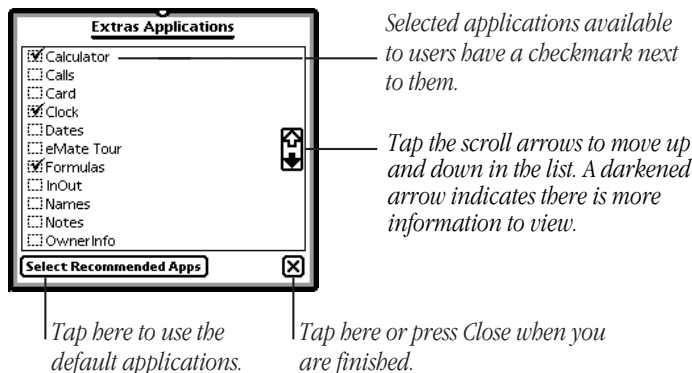 Extras Applications
Calculator
Calls
Card
Clock
Dates
eMate Tour
Formulas
InOut
Names
Notes
OwnerInfo
Select Recommended Apps
Selected applications available
to users have a checkmark next
to them.
Tap the scroll arrows to move up
and down in the list. A darkened
arrow indicates there is more
information to view.
Tap here to use the
default applications.
Tap here or press Close when you
are finished.